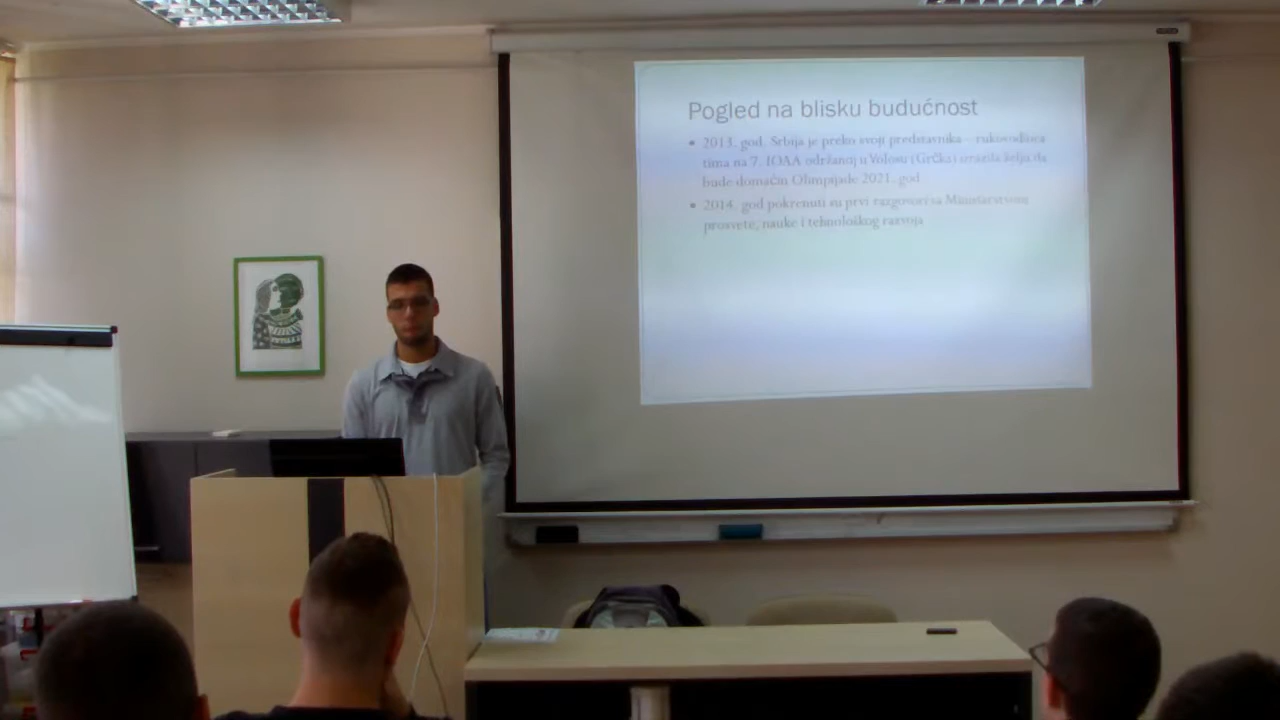 Pogled na blisku budućnost
• 2013. god. Srbija je preko svoji predstavnika – rukovodioca
tima na 7. IOAA održanoj u Volosu (Grčka) izrazila želju da
bude domaćin Olimpijade 2021. god
• 2014. god pokrenuti su prvi razgovori sa Ministarstvom
prosvete, nauke i tehnološkog razvoja